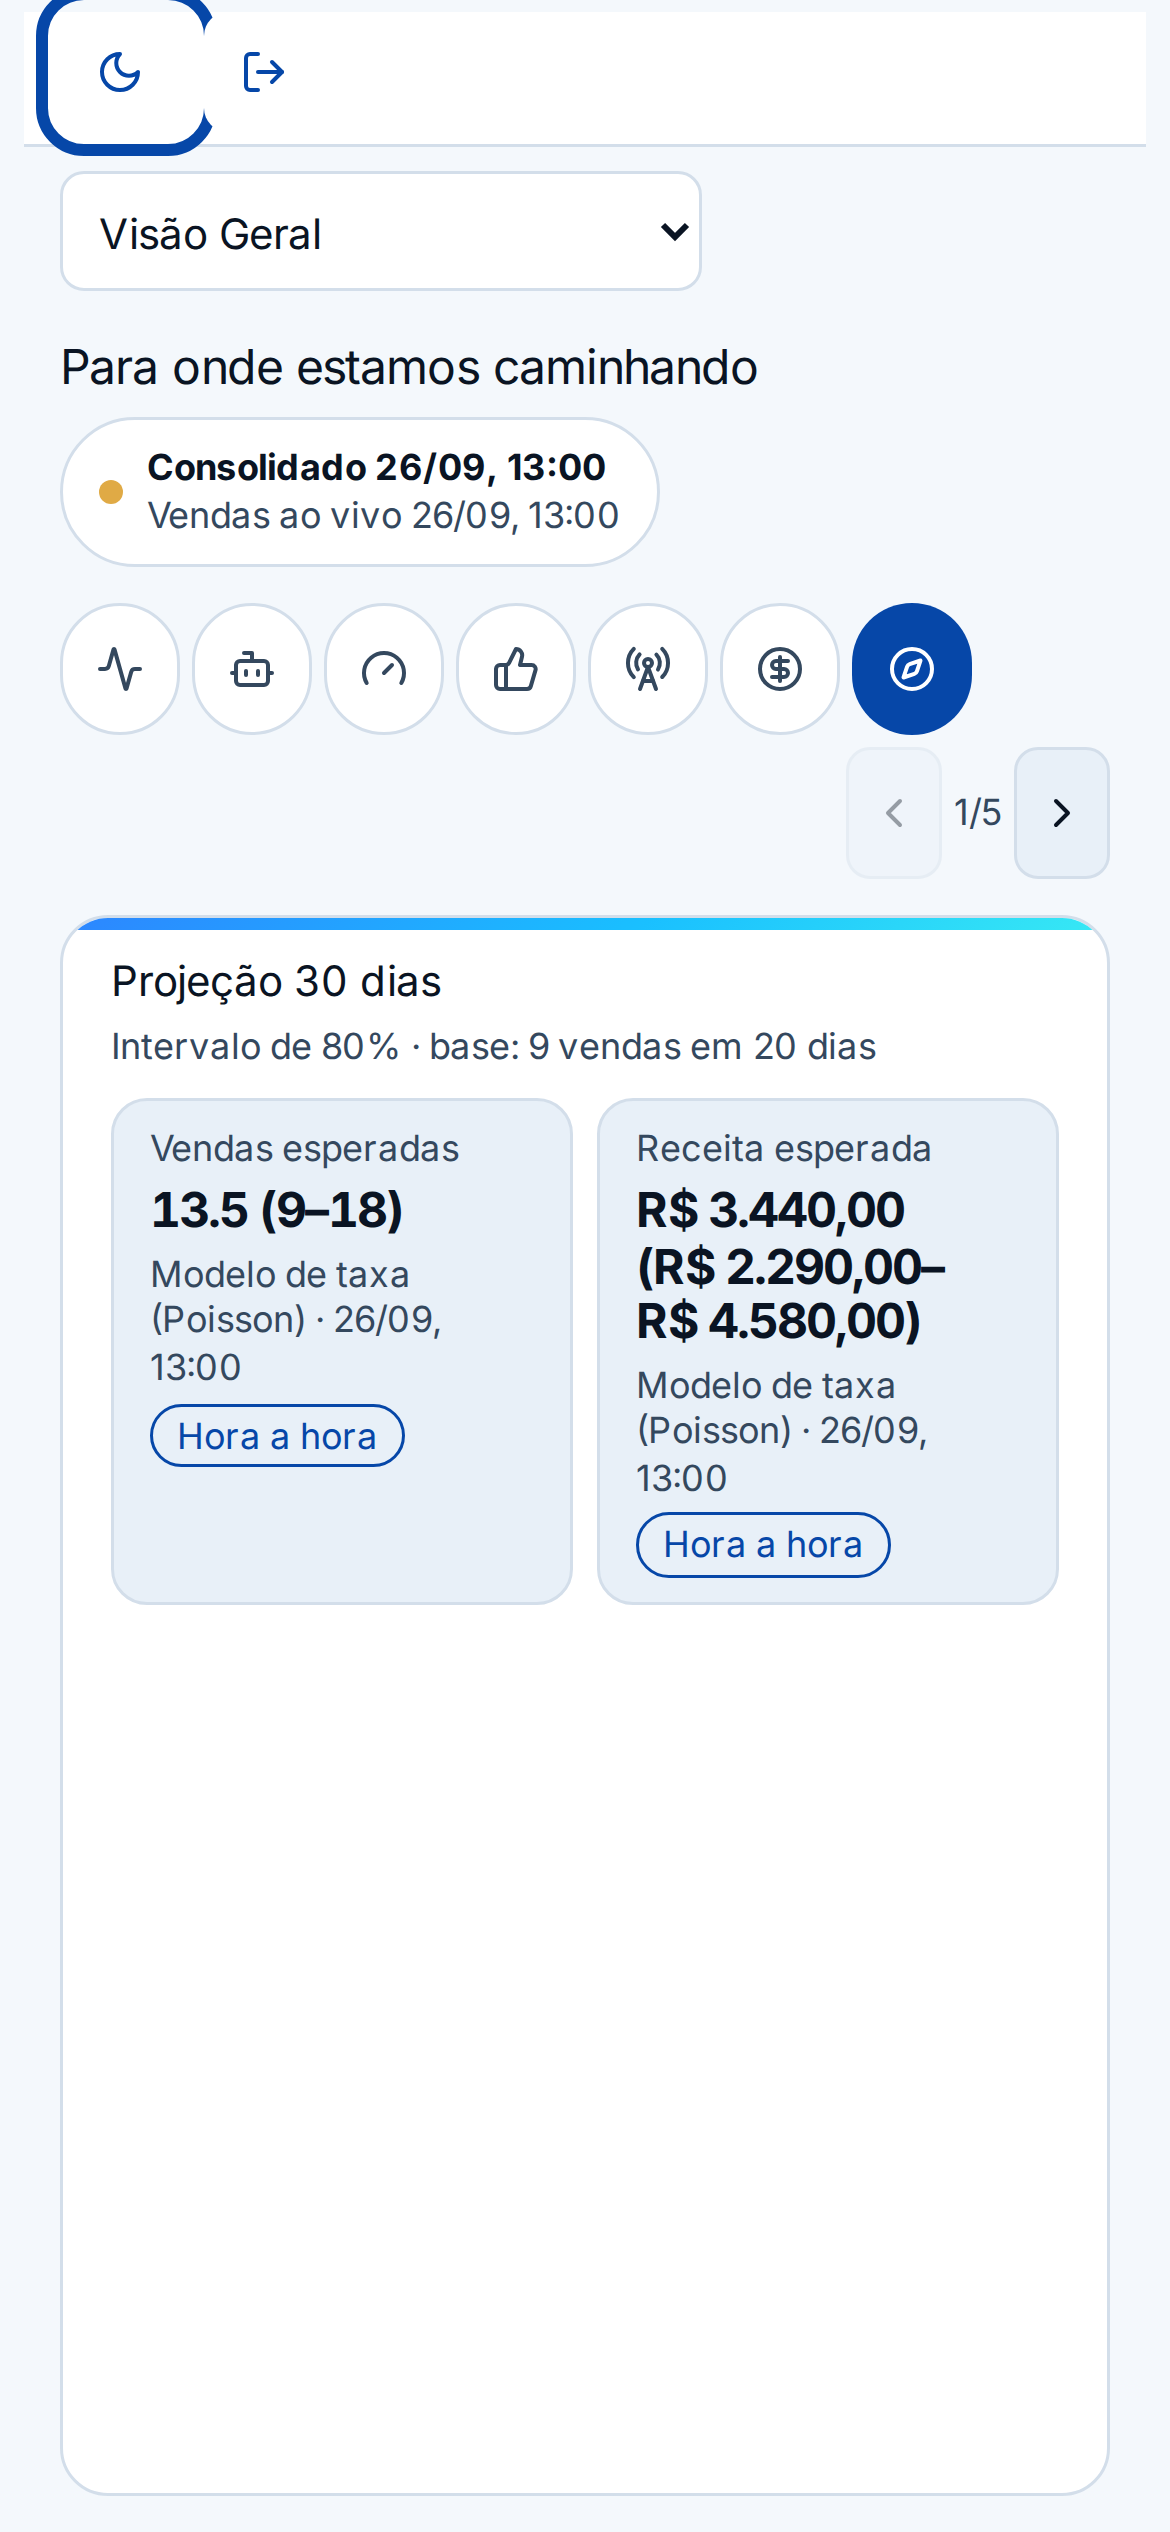 Visão Geral
Para onde estamos caminhando
Consolidado 26/09, 13:00
Vendas ao vivo 26/09, 13:00
1/5
Projeção 30 dias
Intervalo de 80% · base: 9 vendas em 20 dias
Vendas esperadas
13.5 (9–18)
Modelo de taxa
(Poisson) · 26/09,
13:00
Hora a hora
Receita esperada
R$ 3.440,00
(R$ 2.290,00–
R$ 4.580,00)
Modelo de taxa
(Poisson) · 26/09,
13:00
Hora a hora